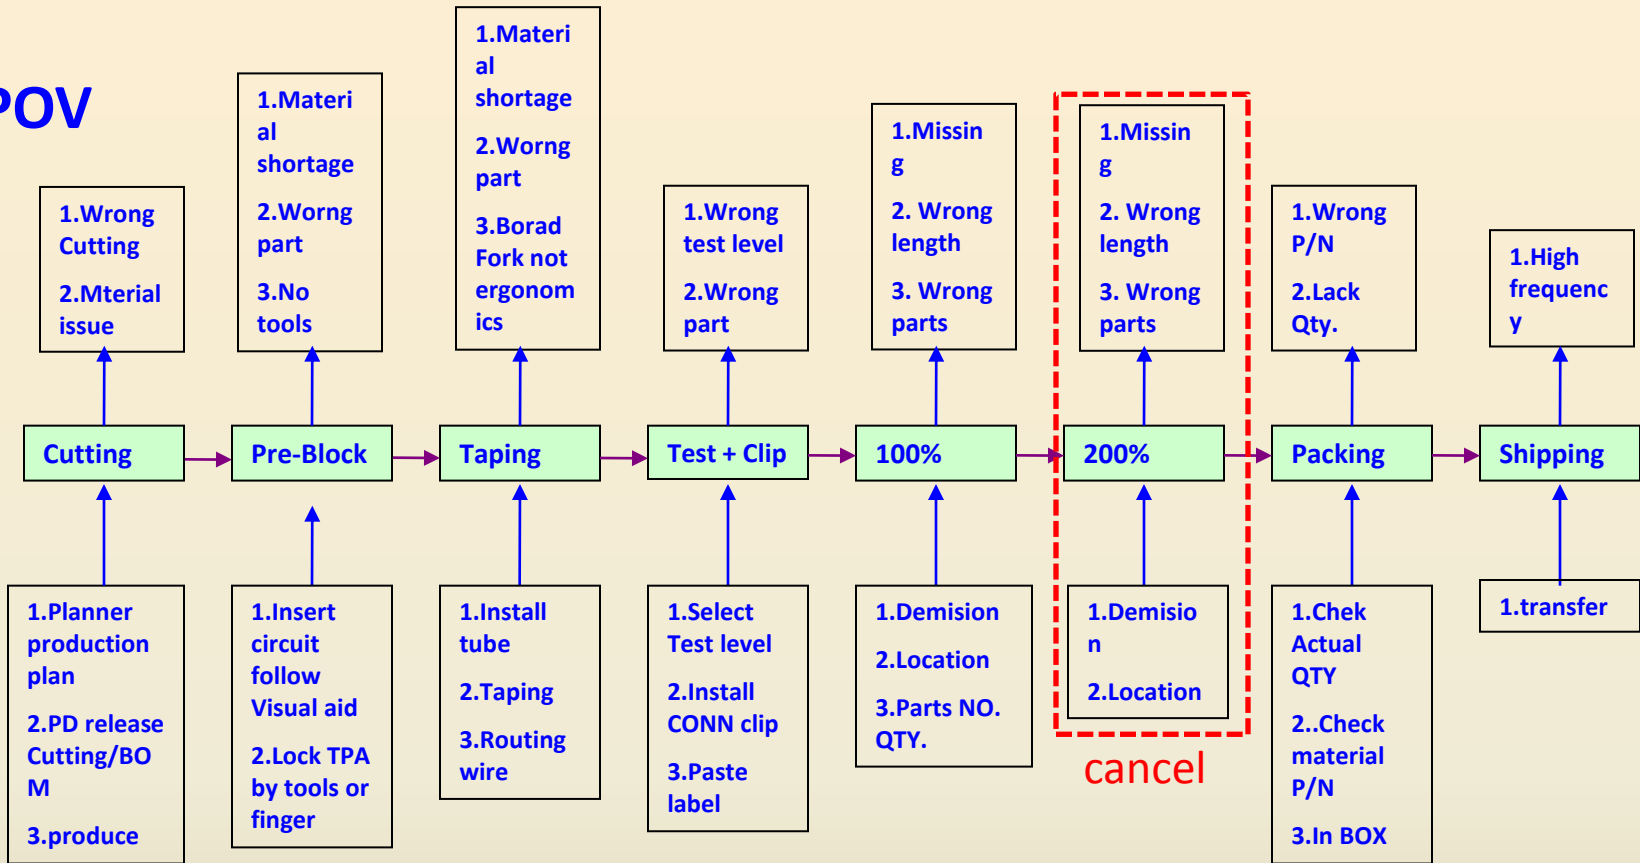 POV
1.Wrong
Cutting
2.Mterial
issue
1.Materi
al
shortage
2.Worng
part
3.No
tools
1.Materi
al
shortage
2.Worng
part
3.Borad
Fork not
ergonom
ics
1.Wrong
test level
2.Wrong
part
1.Missin
g
2. Wrong
length
3. Wrong
parts
1.Missin
g
2. Wrong
length
3. Wrong
parts
1.Wrong
P/N
2.Lack
Qty.
1.High
frequenc
y
Cutting
Pre-Block
Taping
Test + Clip
100%
200%
Packing
Shipping
1.Planner
production
plan
2.PD release
Cutting/BO
M
3.produce
1.Insert
circuit
follow
Visual aid
2.Lock TPA
by tools or
finger
1.Install
tube
2.Taping
3.Routing
wire
1.Select
Test level
2.Install
CONN clip
3.Paste
label
1.Demision
2.Location
3.Parts NO.
QTY.
1.Demisio
n
2.Location
cancel
1.Chek
Actual
QTY
2..Check
material
P/N
3.In BOX
1.transfer